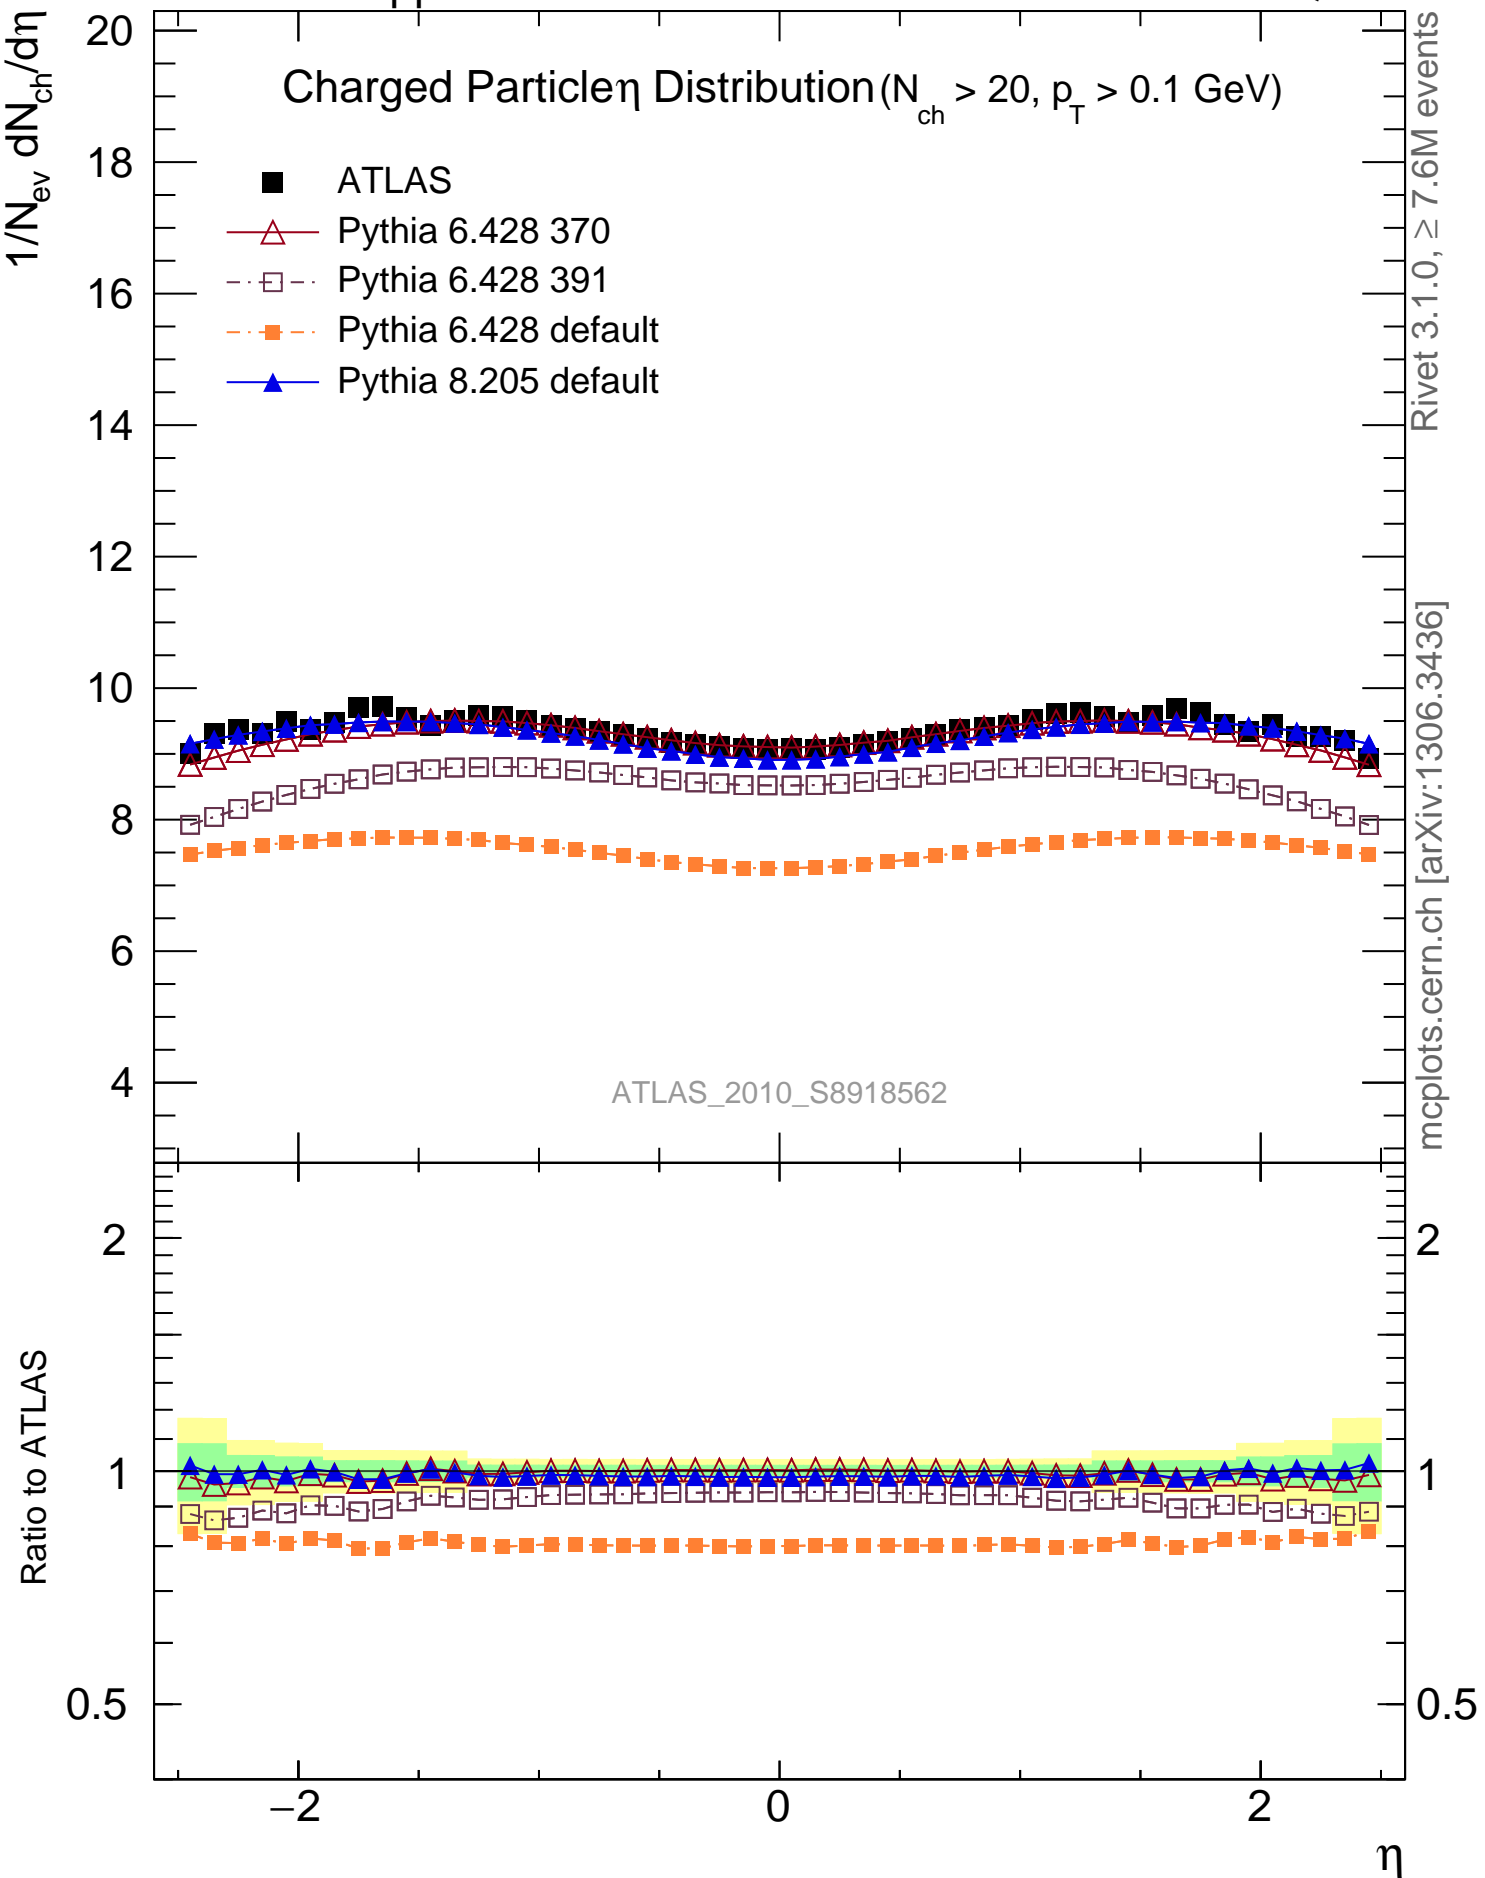 1/N_ev dN_ch/dη
Charged Particleη Distribution (N_ch > 20, p_T > 0.1 GeV)
ATLAS
Pythia 6.428 370
Pythia 6.428 391
Pythia 6.428 default
Pythia 8.205 default
20
18
16
14
12
10
8
6
4
ATLAS_2010_S8918562
Rivet 3.1.0, ≥ 7.6M events
mcplots.cern.ch [arXiv:1306.3436]
Ratio to ATLAS
2
1
0.5
2
1
0.5
−2
0
2
η